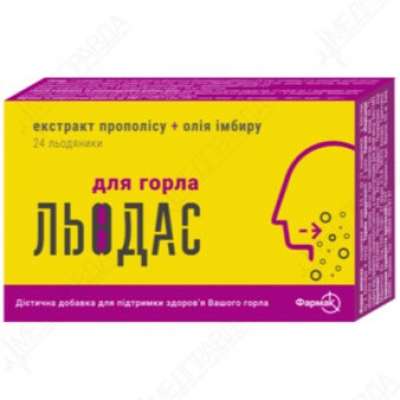 екстракт прополісу + олія імбиру
24 льодяники
для горла
ЛЬОДАС
Дієтична добавка для підтримки здоров'я Вашого горла
Фармак